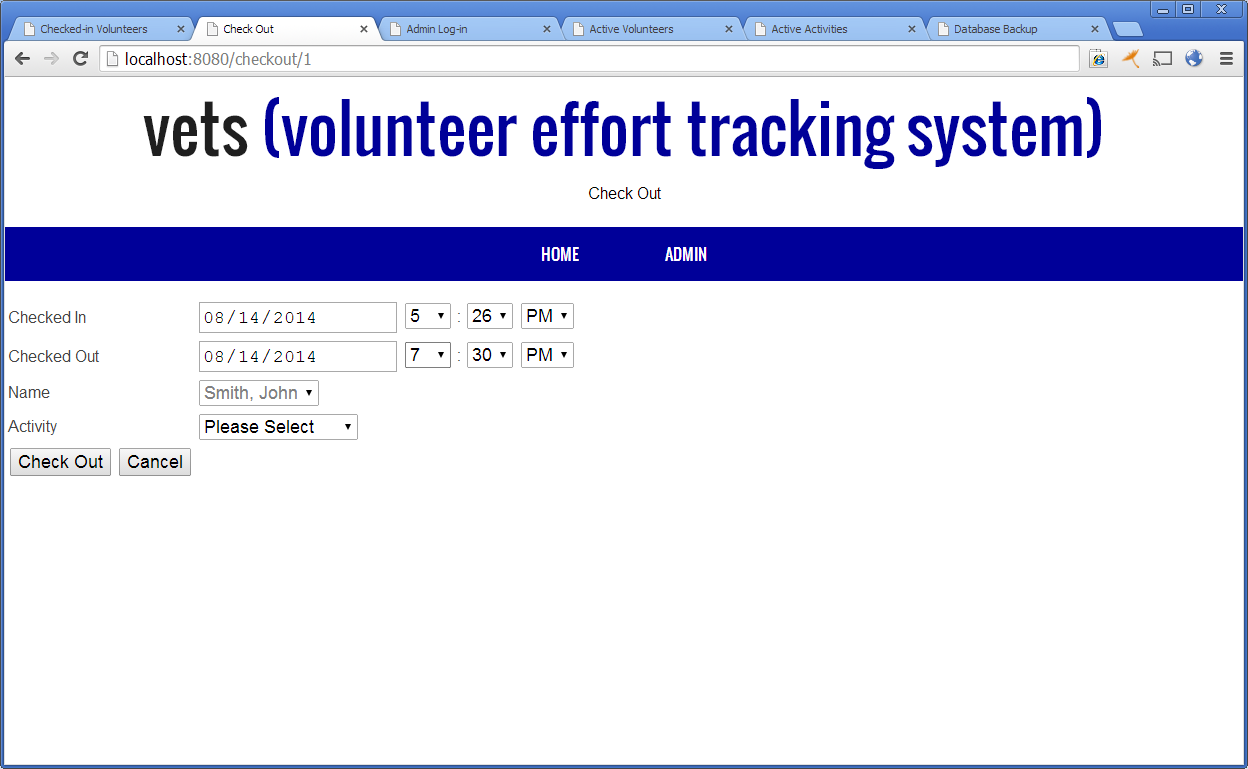 Checked-in Volunteers Check Out Admin Log-in Active Volunteers Active Activities Database Backup
localhost:8080/checkout/1
vets (volunteer effort tracking system)
Check Out
HOME ADMIN
Checked In 08/14/2014 5 : 26 PM
Checked Out 08/14/2014 7 : 30 PM
Name Smith, John
Activity Please Select
Check Out Cancel